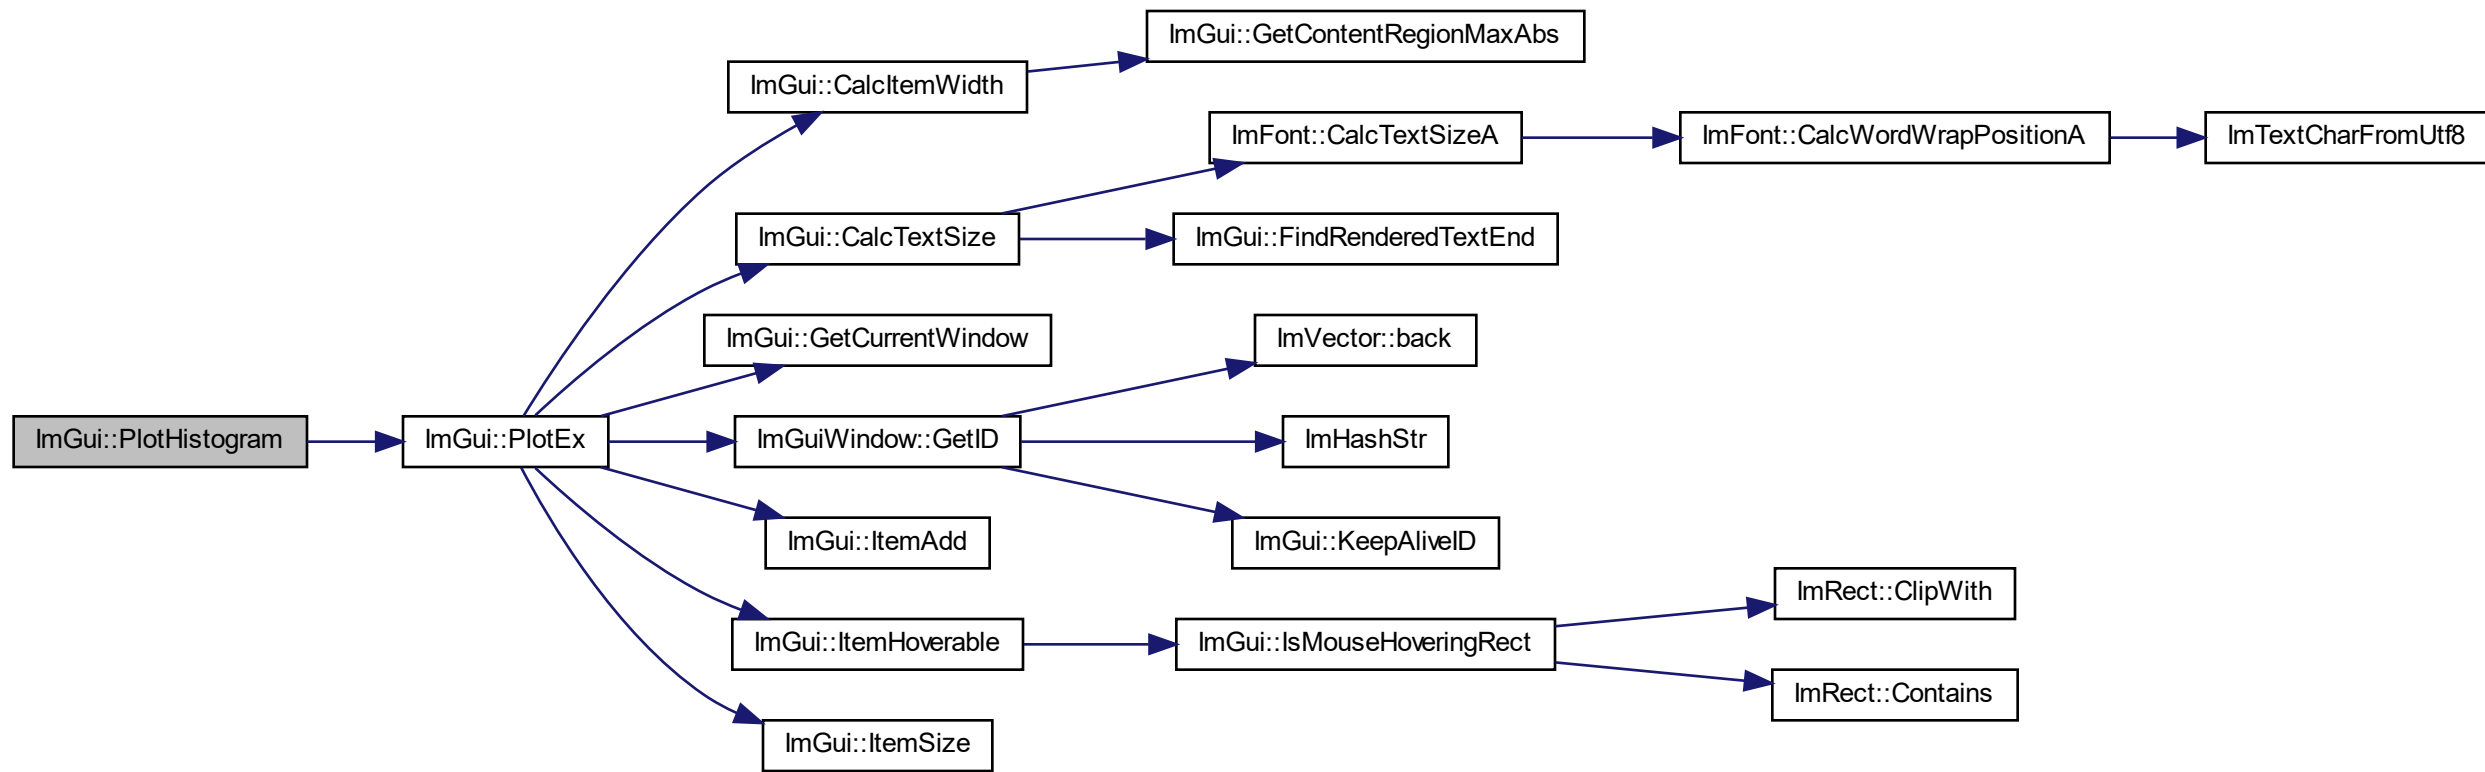 ImGui::PlotHistogram
ImGui::PlotEx
ImGui::CalcItemWidth
ImGui::GetContentRegionMaxAbs
ImGui::CalcTextSize
ImFont::CalcTextSizeA
ImFont::CalcWordWrapPositionA
ImTextCharFromUtf8
ImGui::FindRenderedTextEnd
ImGui::GetCurrentWindow
ImGuiWindow::GetID
ImVector::back
ImHashStr
ImGui::KeepAliveID
ImGui::ItemAdd
ImGui::ItemHoverable
ImGui::IsMouseHoveringRect
ImRect::ClipWith
ImRect::Contains
ImGui::ItemSize